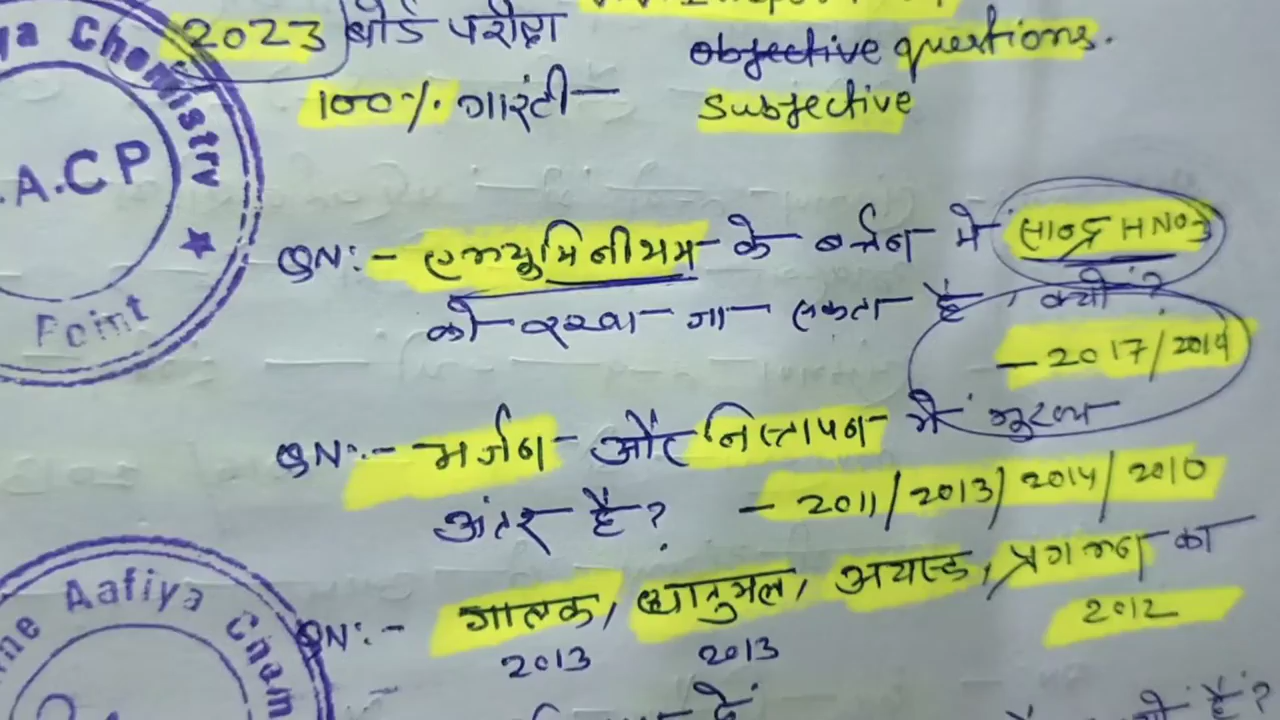 2023 बोर्ड परीक्षा
objective questions.
100% गारंटी
subjective
ya Chemistry
.A.C.P
Point
QN:- एल्युमिनीयम के बर्तन में सान्द्र HNO3
को रखा जा सकता है, क्यों?
- 2017/2019
QN:- भर्जन और निस्तापन में मुख्य
अंतर है? - 2011/2013/2014/2010
QN:- गालक, धातुमल, अयस्क, प्रगलन का
2013 2013 2012
ne Aafiya Chem